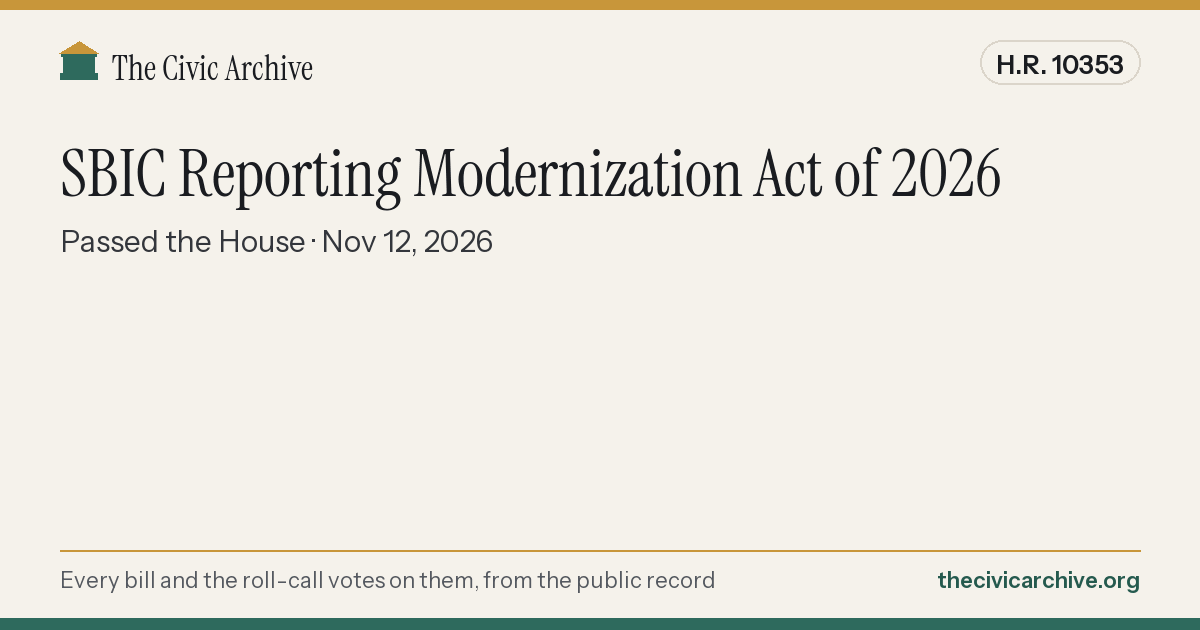 The Civic Archive
H.R. 10353
SBIC Reporting Modernization Act of 2026
Passed the House · Nov 12, 2026
Every bill and the roll-call votes on them, from the public record
thecivicarchive.org